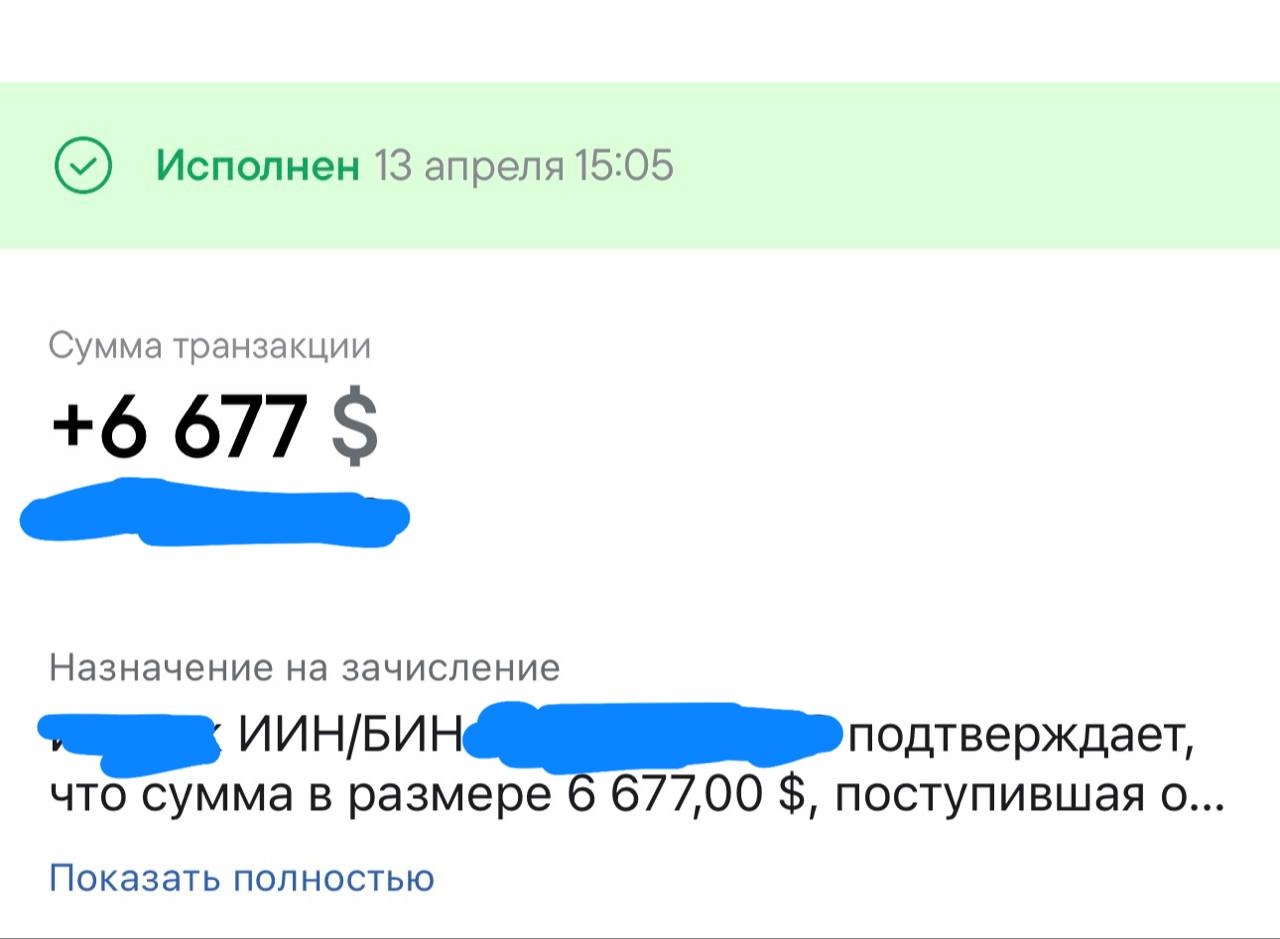 Исполнен 13 апреля 15:05
Сумма транзакции
+6 677 $
Назначение на зачисление
ИИН/БИН подтверждает,
что сумма в размере 6 677,00 $, поступившая о...
Показать полностью